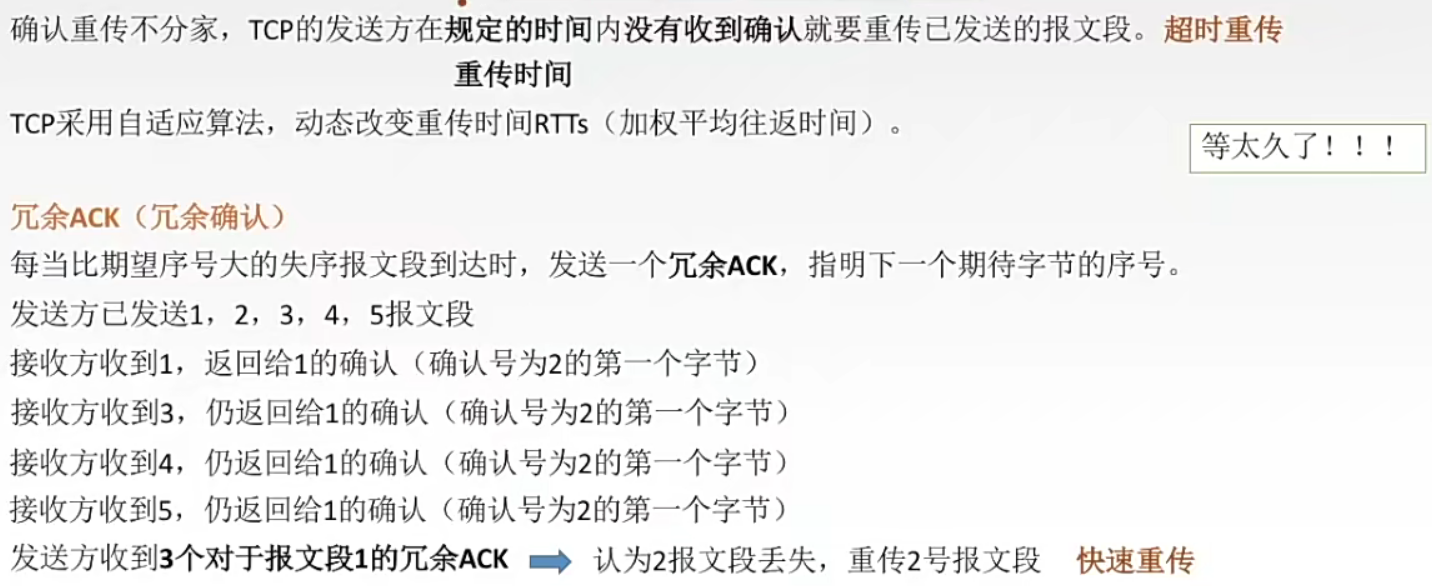 确认重传不分家，TCP的发送方在规定的时间内没有收到确认就要重传已发送的报文段。超时重传
重传时间
TCP采用自适应算法，动态改变重传时间RTTs（加权平均往返时间）。
等太久了！！！
冗余ACK（冗余确认）
每当比期望序号大的失序报文段到达时，发送一个冗余ACK，指明下一个期待字节的序号。
发送方已发送1，2，3，4，5报文段
接收方收到1，返回给1的确认（确认号为2的第一个字节）
接收方收到3，仍返回给1的确认（确认号为2的第一个字节）
接收方收到4，仍返回给1的确认（确认号为2的第一个字节）
接收方收到5，仍返回给1的确认（确认号为2的第一个字节）
发送方收到3个对于报文段1的冗余ACK 认为2报文段丢失，重传2号报文段 快速重传